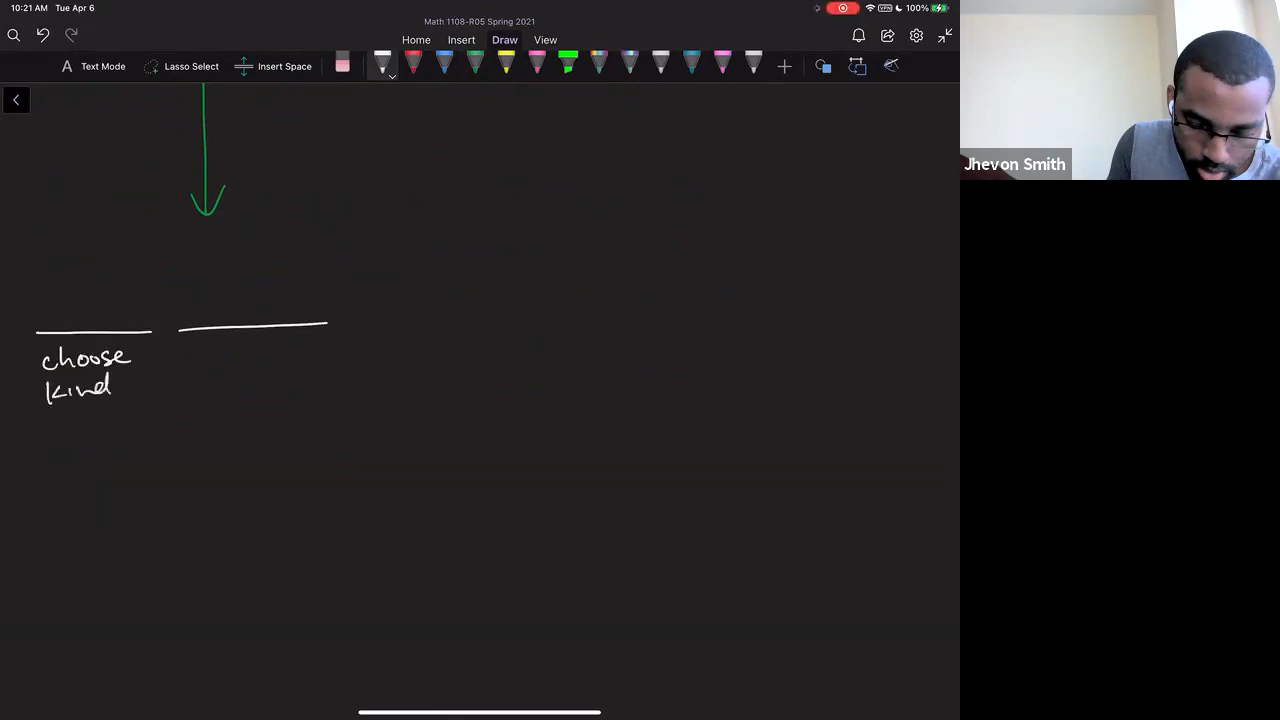 10:21 AM Tue Apr 6
VPN 100%
Math 1108-R05 Spring 2021
Home Insert Draw View
A Text Mode Lasso Select Insert Space
Jhevon Smith
choose
kind